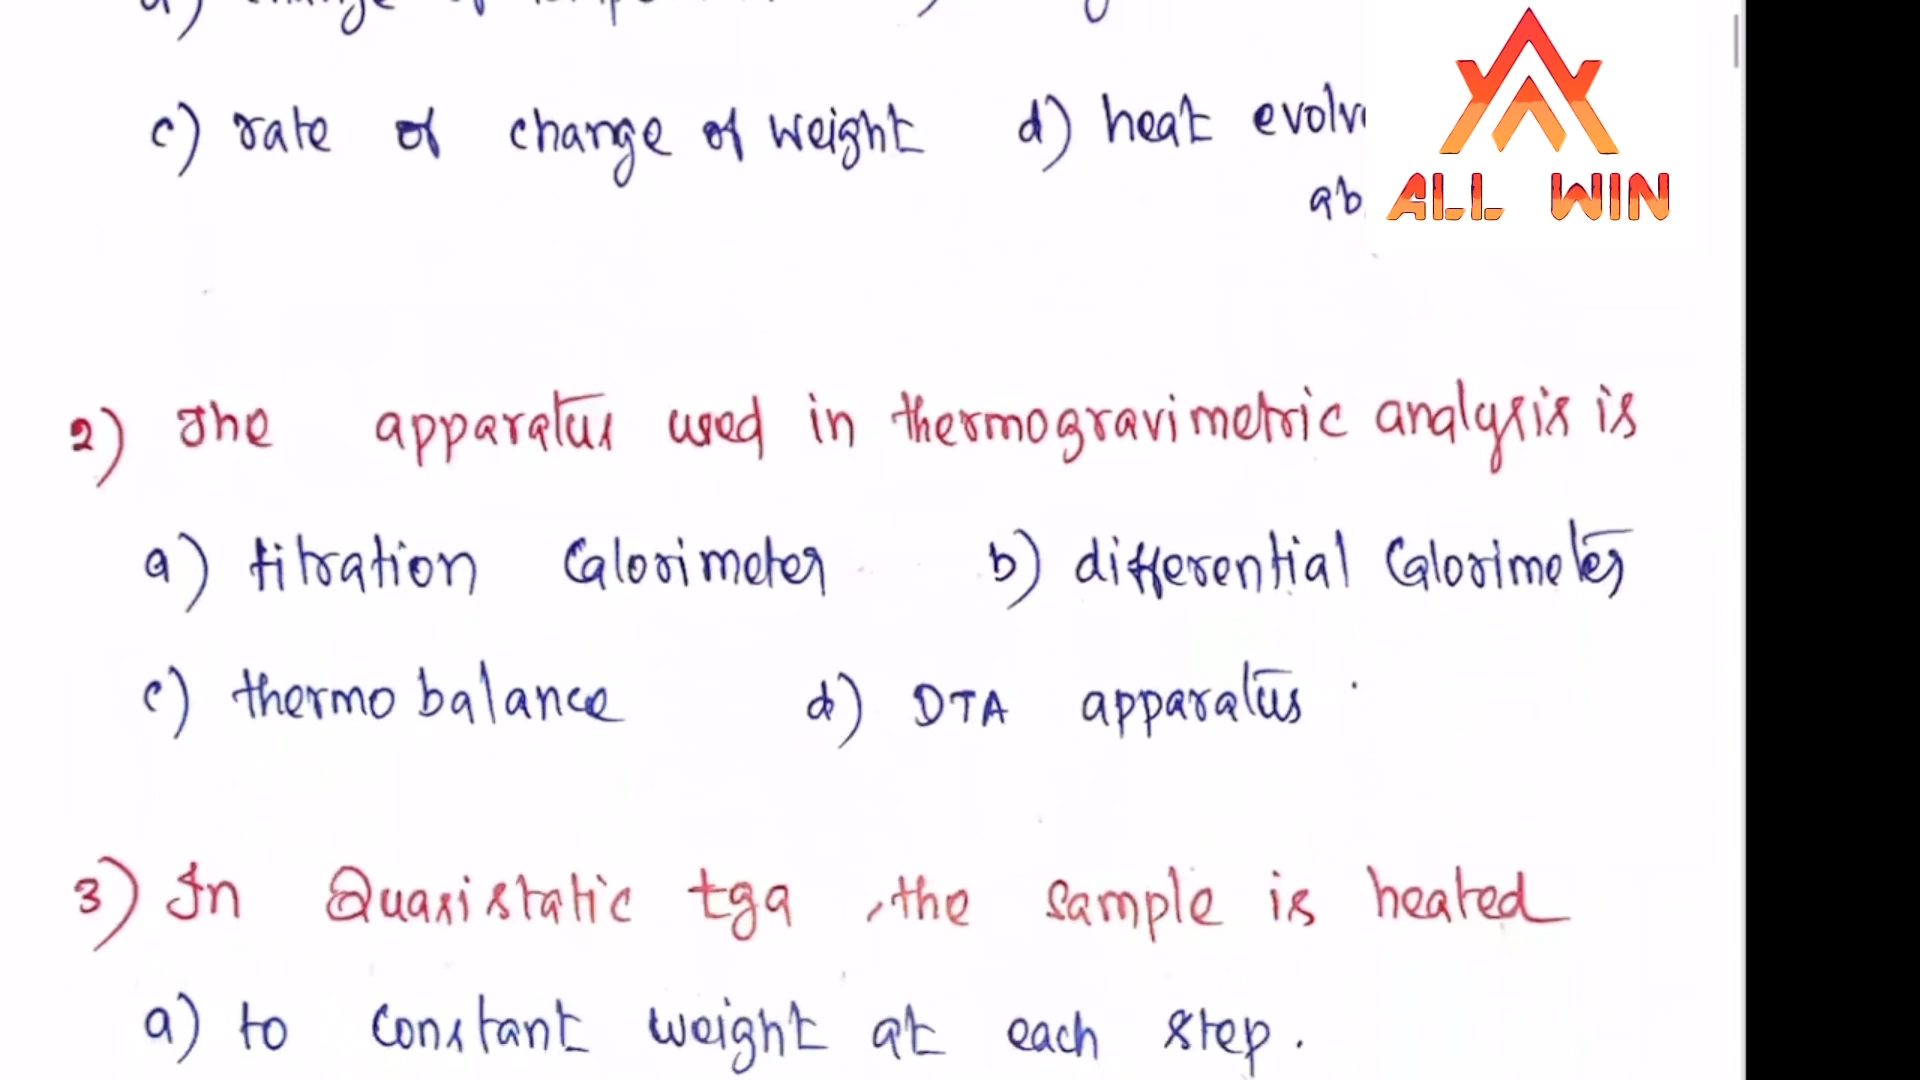 c) rate of change of weight d) heat
ALL WIN
2) The apparatus used in thermogravimetric analysis is
a) titration Calorimeter b) differential Calorimeter
c) thermo balance d) DTA apparatus
3) In Quasistatic tga, the sample is heated
a) to constant weight at each step.